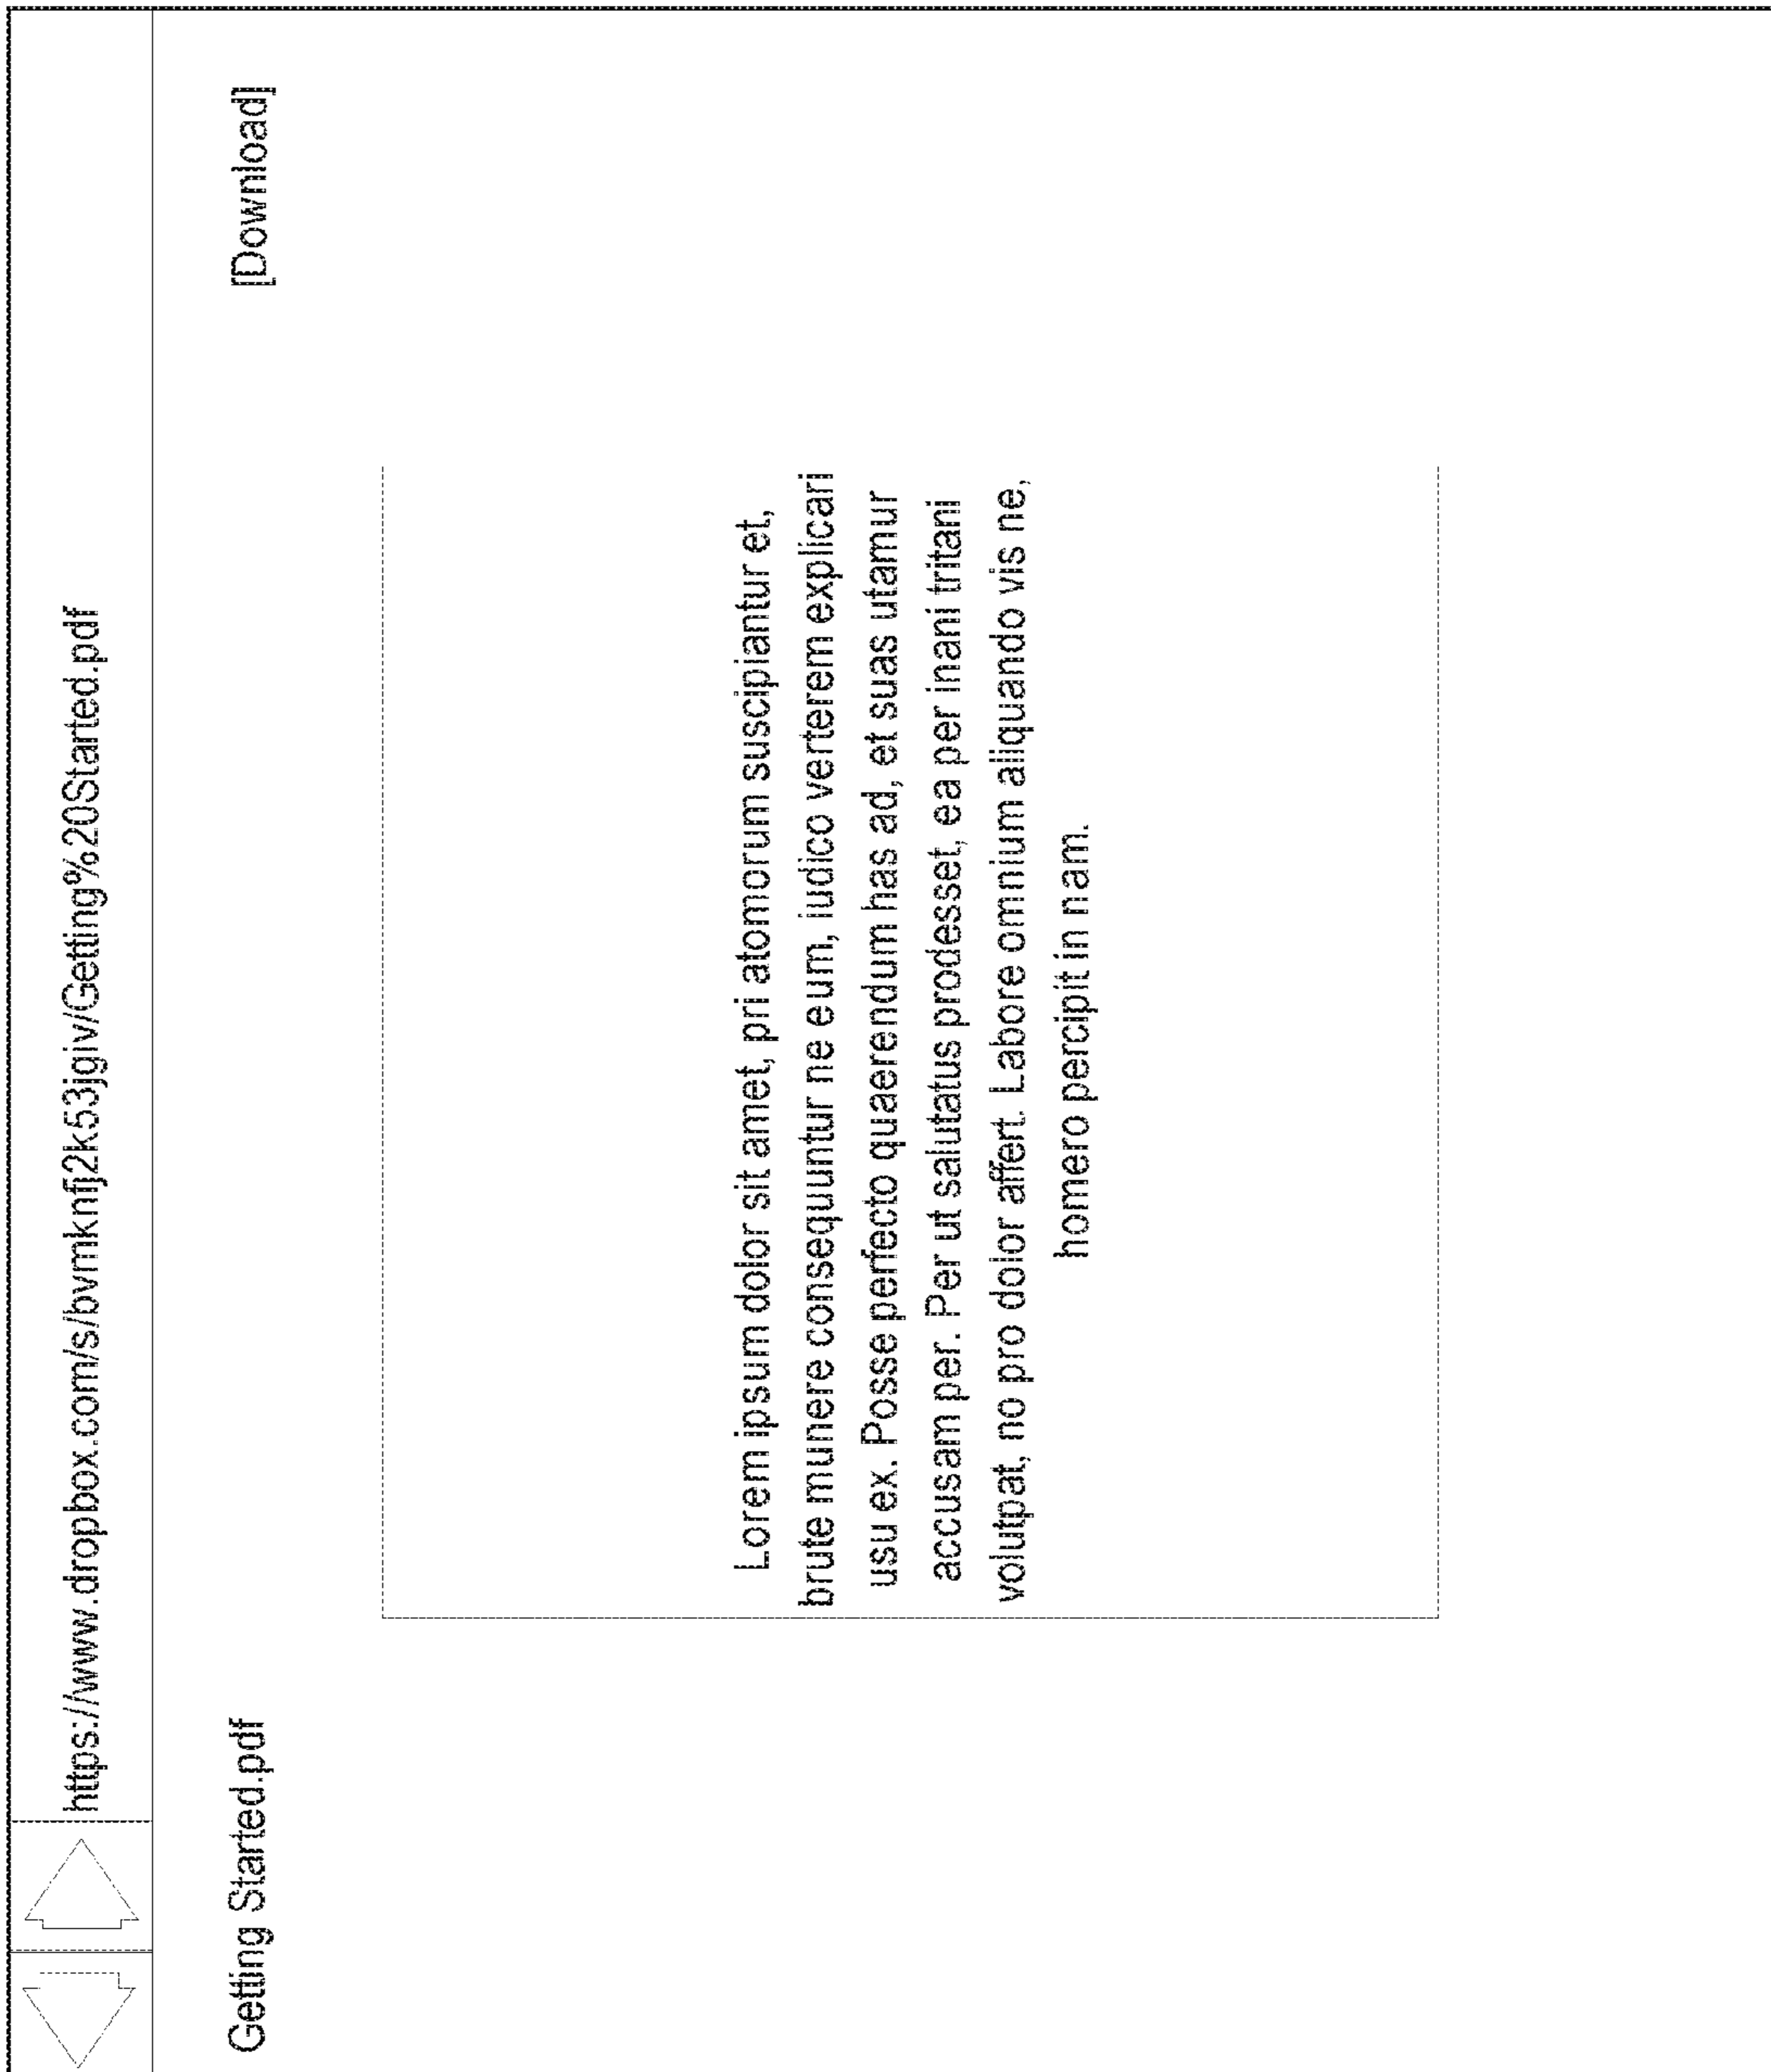 https://www.dropbox.com/s/bvmknfj2k53jgiv/Getting%20Started.pdf
Getting Started.pdf
[Download]
Lorem ipsum dolor sit amet, pri atomorum suscipiantur et,
brute munere consequuntur ne eum, iudico verterem explicari
usu ex. Posse perfecto quaerendum has ad, et suas utamur
accusam per. Per ut salutatus prodesset, ea per inani tritani
volutpat, no pro dolor affert. Labore omnium aliquando vis ne,
homero percipit in nam.